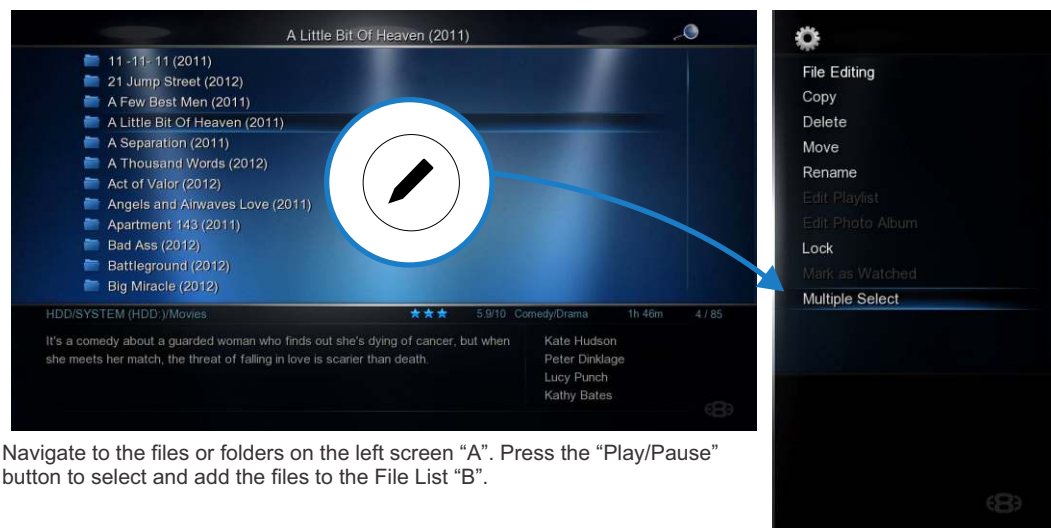 A Little Bit Of Heaven (2011)
11 -11- 11 (2011)
21 Jump Street (2012)
A Few Best Men (2011)
A Little Bit Of Heaven (2011)
A Separation (2011)
A Thousand Words (2012)
Act of Valor (2012)
Angels and Airwaves Love (2011)
Apartment 143 (2011)
Bad Ass (2012)
Battleground (2012)
Big Miracle (2012)
HDD/SYSTEM (HDD:)/Movies 5.9/10 Comedy/Drama 1h 46m 4 / 85
It's a comedy about a guarded woman who finds out she's dying of cancer, but when
she meets her match, the threat of falling in love is scarier than death.
Kate Hudson
Peter Dinklage
Lucy Punch
Kathy Bates
File Editing
Copy
Delete
Move
Rename
Edit Playlist
Edit Photo Album
Lock
Mark as Watched
Multiple Select
Navigate to the files or folders on the left screen “A”. Press the “Play/Pause”
button to select and add the files to the File List “B”.